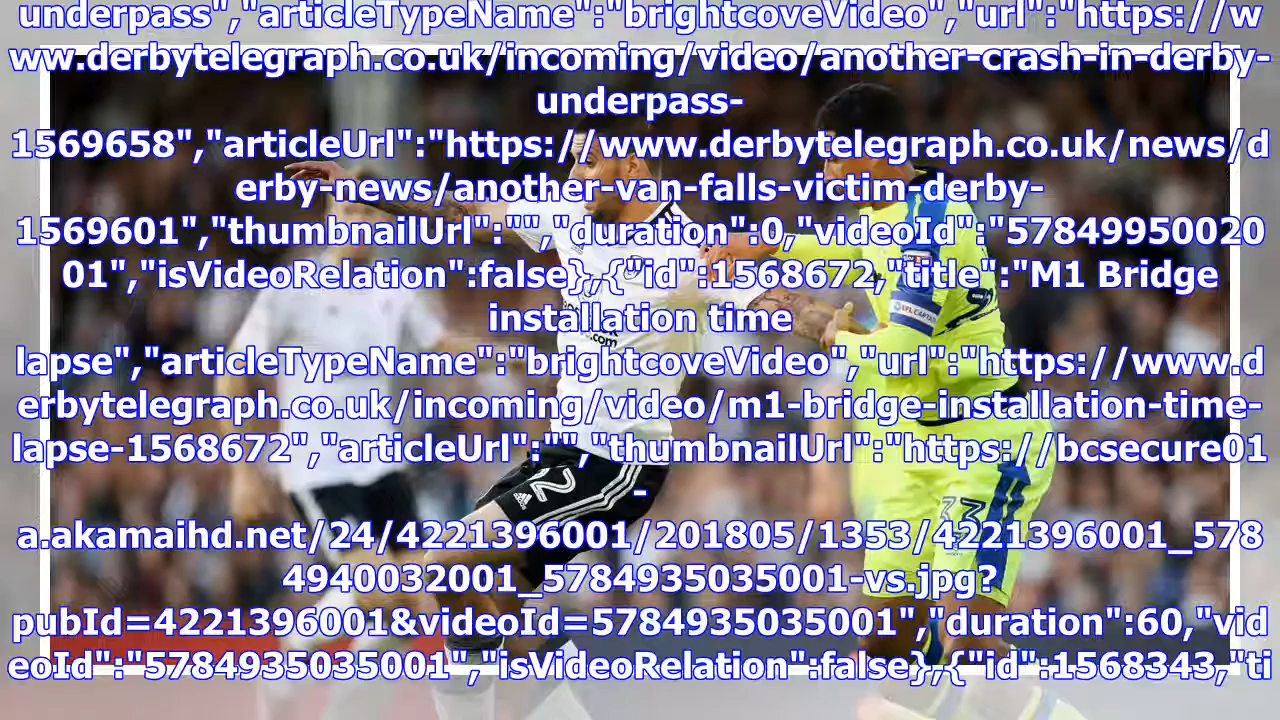 underpass","articleTypeName":"brightcoveVideo","url":"https://w
ww.derbytelegraph.co.uk/incoming/video/another-crash-in-derby-
underpass-
1569658","articleUrl":"https://www.derbytelegraph.co.uk/news/d
erby-news/another-van-falls-victim-derby-
1569601","thumbnailUrl":"","duration":0,"videoId":"57849950020
01","isVideoRelation":false},{"id":1568672,"title":"M1 Bridge
installation time
lapse","articleTypeName":"brightcoveVideo","url":"https://www.d
erbytelegraph.co.uk/incoming/video/m1-bridge-installation-time-
lapse-1568672","articleUrl":"","thumbnailUrl":"https://bcsecure01
-
a.akamaihd.net/24/4221396001/201805/1353/4221396001_578
4940032001_5784935035001-vs.jpg?
pubId=4221396001&videoId=5784935035001","duration":60,"vid
eoId":"5784935035001","isVideoRelation":false},{"id":1568343,"ti
.com
2
adidas
33